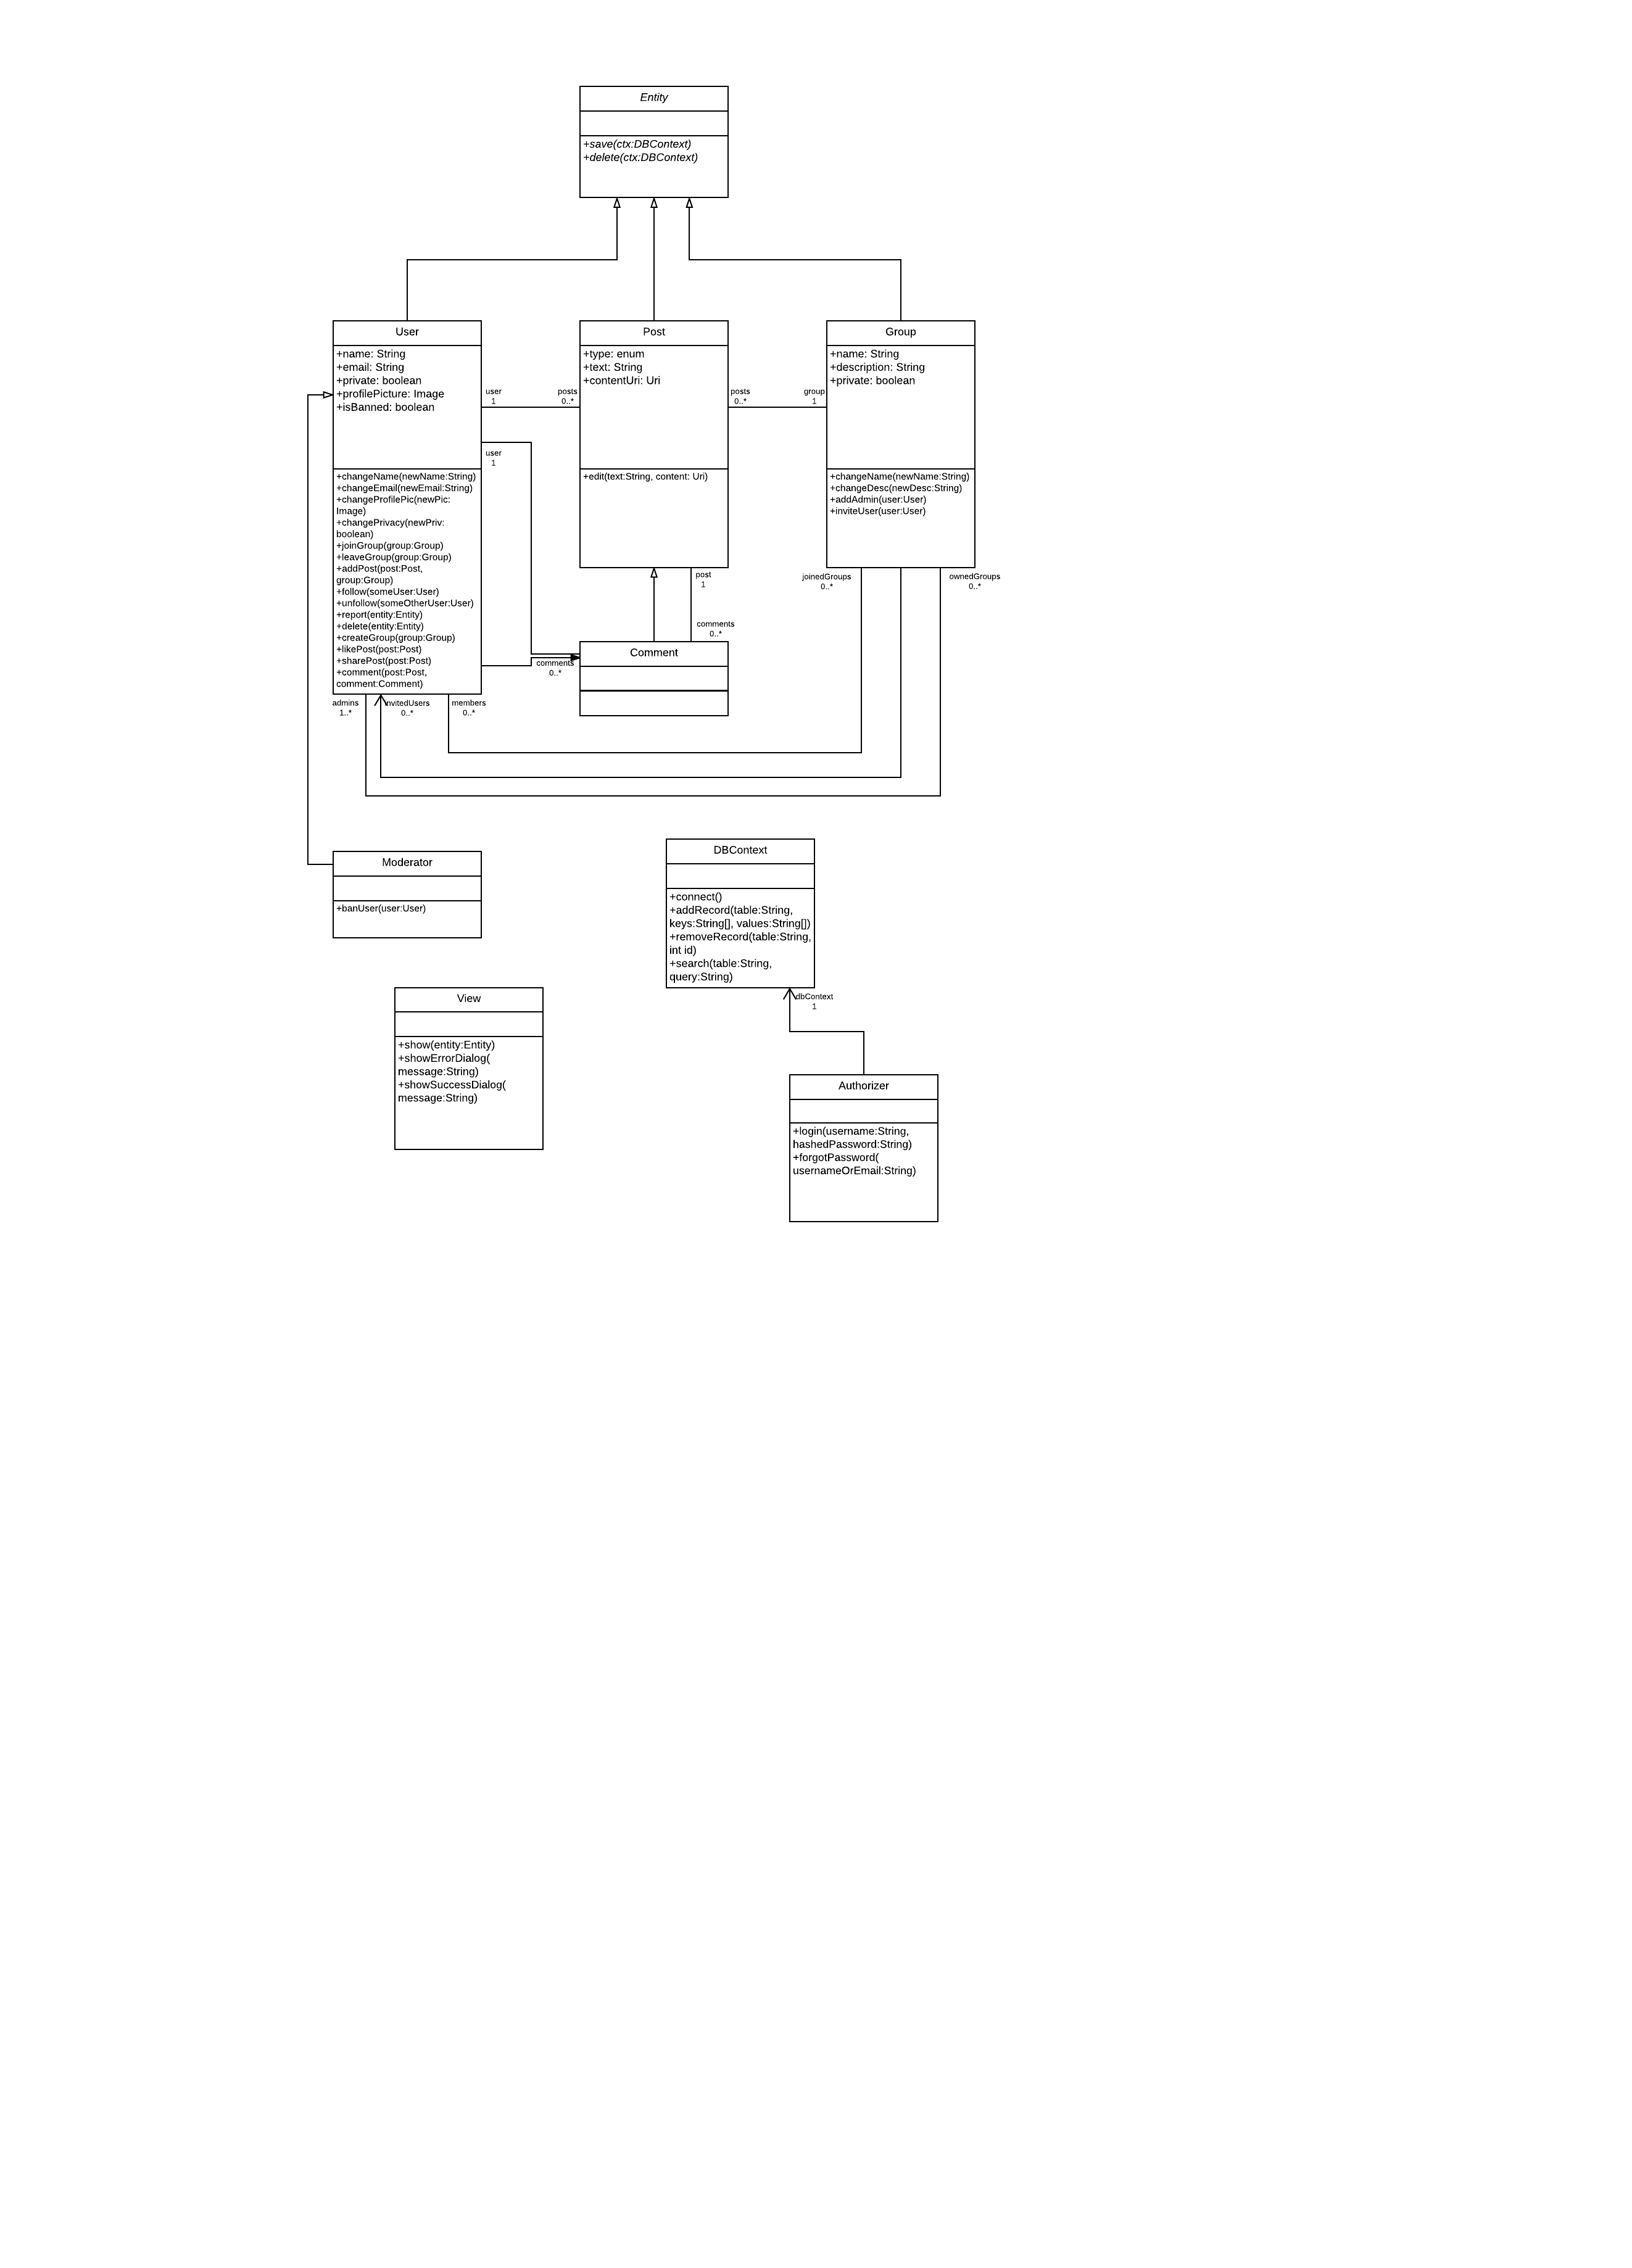 Entity
+save(ctx:DBContext)
+delete(ctx:DBContext)
User
+name: String
+email: String
+private: boolean
+profilePicture: Image
+isBanned: boolean
+changeName(newName:String)
+changeEmail(newEmail:String)
+changeProfilePic(newPic:
Image)
+changePrivacy(newPriv:
boolean)
+joinGroup(group:Group)
+leaveGroup(group:Group)
+addPost(post:Post,
group:Group)
+follow(someUser:User)
+unfollow(someOtherUser:User)
+report(entity:Entity)
+delete(entity:Entity)
+createGroup(group:Group)
+likePost(post:Post)
+sharePost(post:Post)
+comment(post:Post,
comment:Comment)
user
1
posts
0..*
user
1
Post
+type: enum
+text: String
+contentUri: Uri
+edit(text:String, content: Uri)
posts
0..*
group
1
Group
+name: String
+description: String
+private: boolean
+changeName(newName:String)
+changeDesc(newDesc:String)
+addAdmin(user:User)
+inviteUser(user:User)
post
1
joinedGroups
0..*
ownedGroups
0..*
comments
0..*
Comment
comments
0..*
admins
1..*
invitedUsers
0..*
members
0..*
Moderator
+banUser(user:User)
DBContext
+connect()
+addRecord(table:String,
keys:String[], values:String[])
+removeRecord(table:String,
int id)
+search(table:String,
query:String)
dbContext
1
View
+show(entity:Entity)
+showErrorDialog(
message:String)
+showSuccessDialog(
message:String)
Authorizer
+login(username:String,
hashedPassword:String)
+forgotPassword(
usernameOrEmail:String)